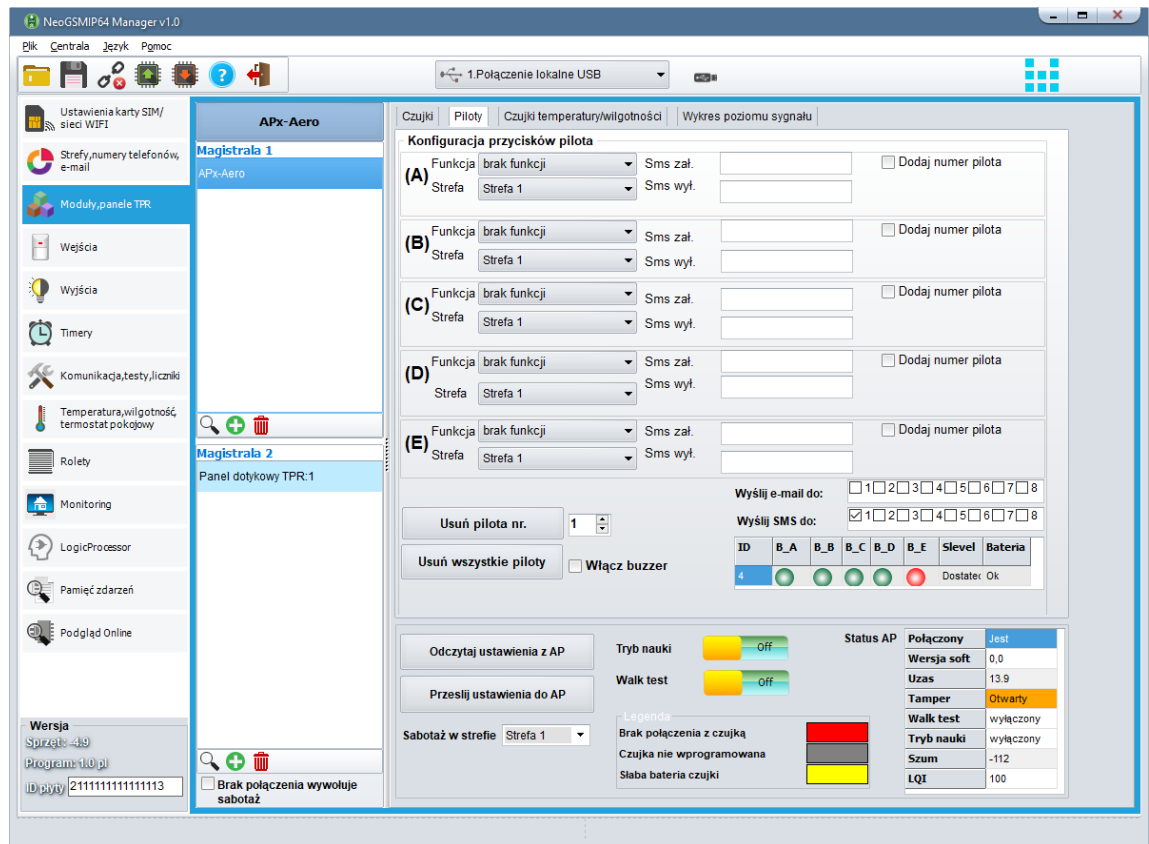 NeoGSMIP64 Manager v1.0
Plik Centrala Język Pomoc
1.Połączenie lokalne USB
Ustawienia karty SIM/
sieci WIFI
Strefy,numery telefonów,
e-mail
Moduły,panele TPR
Wejścia
Wyjścia
Timery
Komunikacja,testy,liczniki
Temperatura,wilgotność,
termostat pokojowy
Rolety
Monitoring
LogicProcessor
Pamięć zdarzeń
Podgląd Online
Wersja
Sprzęt: -4.9
Program: 1.0 pl
ID płyty 2111111111111113
APx-Aero
Magistrala 1
APx-Aero
Magistrala 2
Panel dotykowy TPR:1
Brak połączenia wywołuje
sabotaż
Czujki Piloty Czujki temperatury/wilgotności Wykres poziomu sygnału
Konfiguracja przycisków pilota
(A) Funkcja brak funkcji Sms zał. Dodaj numer pilota
Strefa Strefa 1 Sms wył.
(B) Funkcja brak funkcji Sms zał. Dodaj numer pilota
Strefa Strefa 1 Sms wył.
(C) Funkcja brak funkcji Sms zał. Dodaj numer pilota
Strefa Strefa 1 Sms wył.
(D) Funkcja brak funkcji Sms zał. Dodaj numer pilota
Strefa Strefa 1 Sms wył.
(E) Funkcja brak funkcji Sms zał. Dodaj numer pilota
Strefa Strefa 1 Sms wył.
Wyślij e-mail do: 1 2 3 4 5 6 7 8
Usuń pilota nr. 1 Wyślij SMS do: 1 2 3 4 5 6 7 8
Usuń wszystkie piloty Włącz buzzer
ID B_A B_B B_C B_D B_E Slevel Bateria
4 Dostatec Ok
Odczytaj ustawienia z AP
Przeslij ustawienia do AP
Sabotaż w strefie Strefa 1
Tryb nauki Off
Walk test Off
Legenda
Brak połączenia z czujką
Czujka nie wprogramowana
Słaba bateria czujki
Status AP
Połączony Jest
Wersja soft 0,0
Uzas 13.9
Tamper Otwarty
Walk test wyłączony
Tryb nauki wyłączony
Szum -112
LQI 100